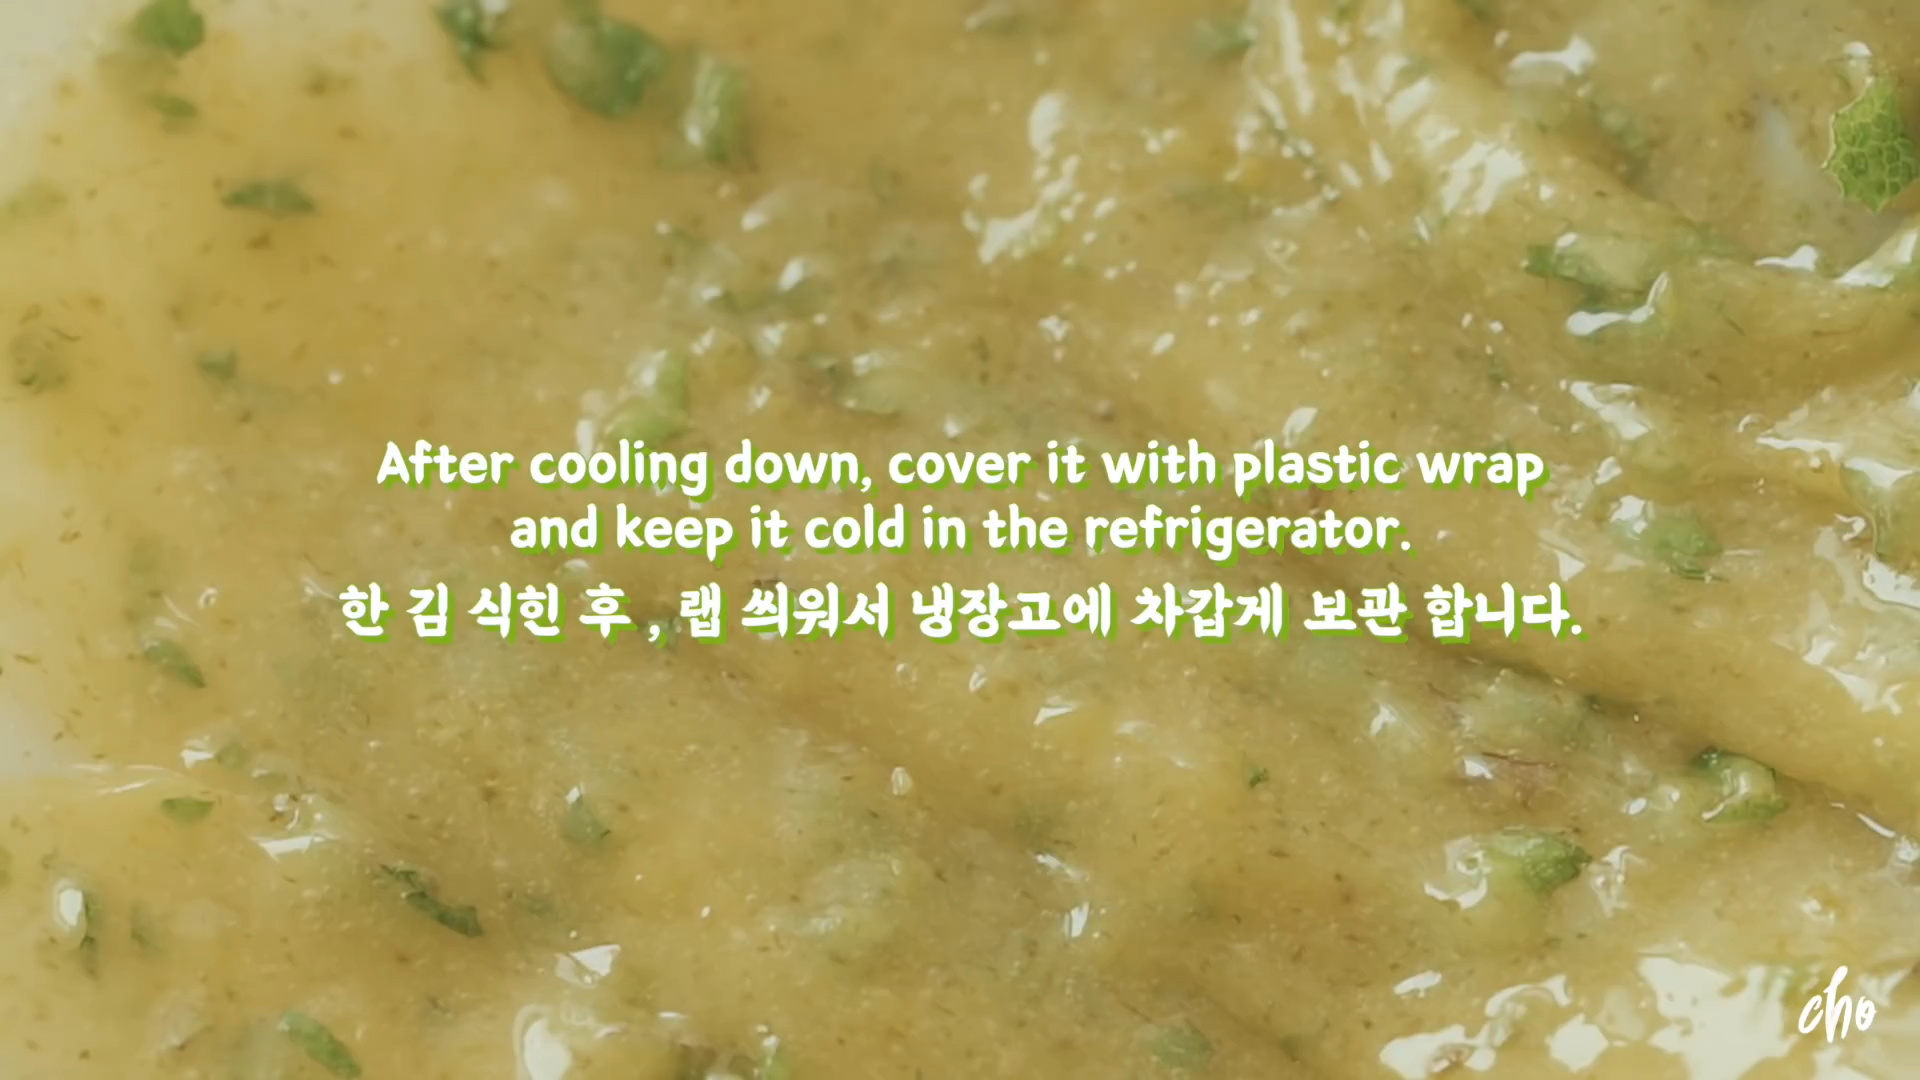 After cooling down, cover it with plastic wrap
and keep it cold in the refrigerator.
한 김 식힌 후 , 랩 씌워서 냉장고에 차갑게 보관 합니다.
cho